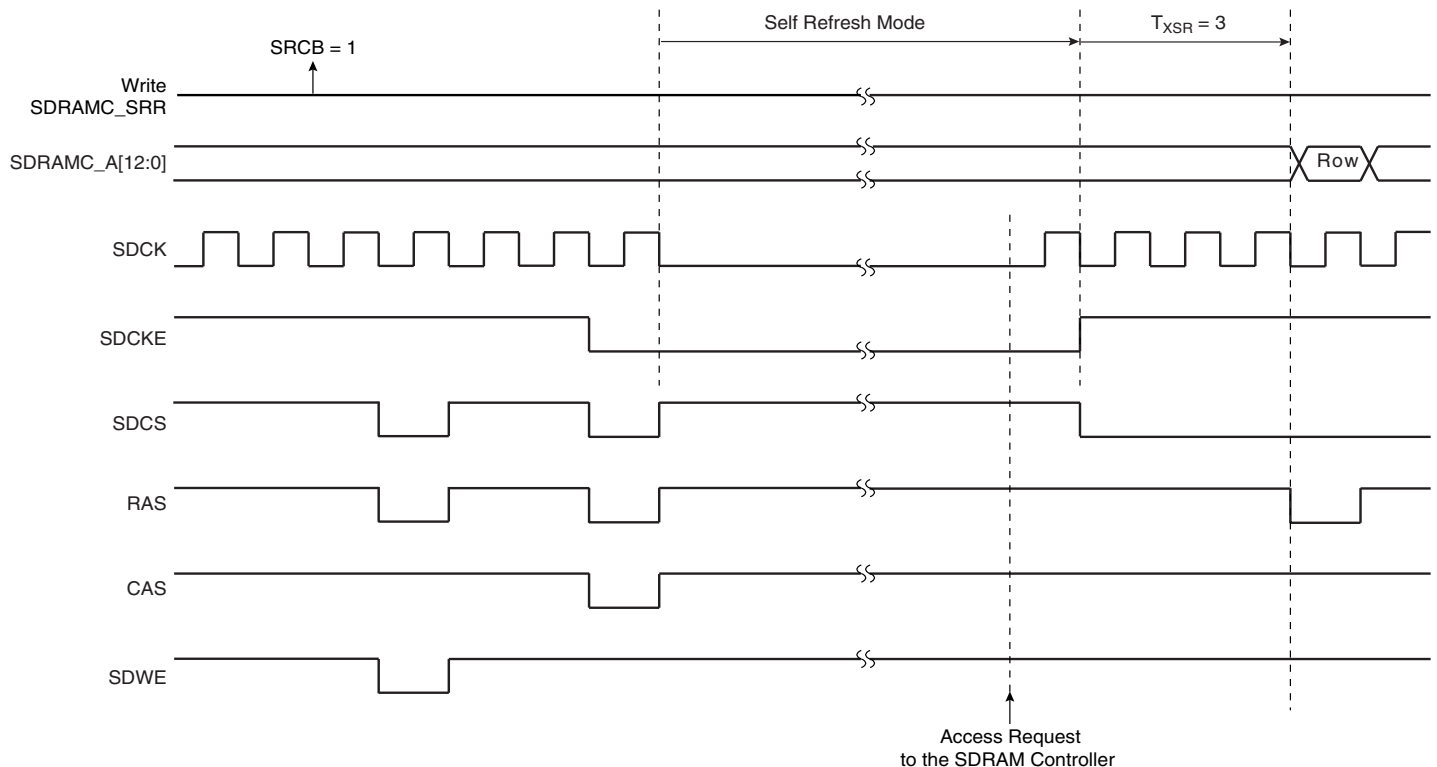 Self Refresh Mode
TXSR = 3
SRCB = 1
Write
SDRAMC_SRR
SDRAMC_A[12:0]
Row
SDCK
SDCKE
SDCS
RAS
CAS
SDWE
Access Request
to the SDRAM Controller